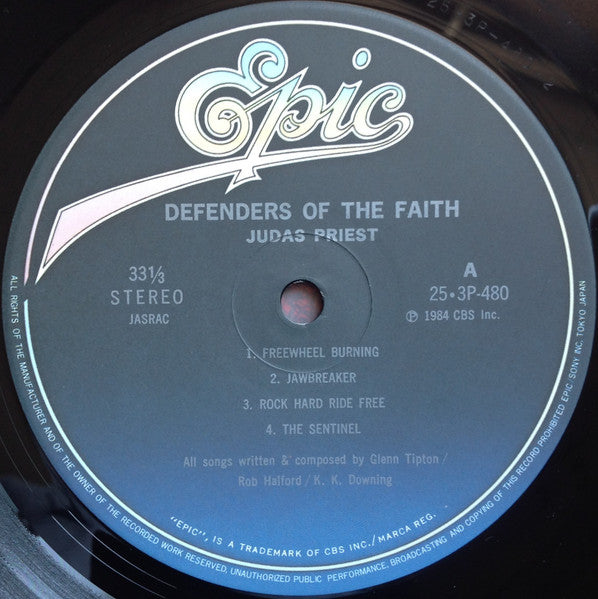 Epic
DEFENDERS OF THE FAITH
JUDAS PRIEST
33⅓
STEREO
JASRAC
A
25•3P-480
Ⓟ 1984 CBS Inc.
1. FREEWHEEL BURNING
2. JAWBREAKER
3. ROCK HARD RIDE FREE
4. THE SENTINEL
All songs written & composed by Glenn Tipton/
Rob Halford/K. K. Downing
"EPIC", IS A TRADEMARK OF CBS INC./MARCA REG.
ALL RIGHTS OF THE MANUFACTURER AND OF THE OWNER OF THE RECORDED WORK RESERVED, UNAUTHORIZED PUBLIC PERFORMANCE, BROADCASTING AND COPYING OF THIS RECORD PROHIBITED EPIC SONY INC. TOKYO JAPAN